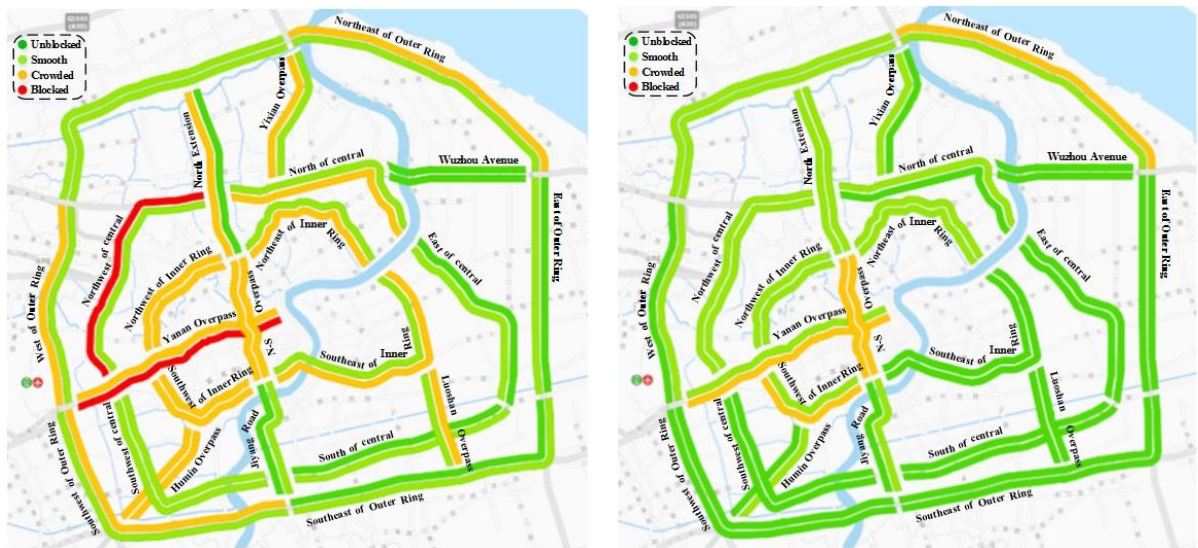 G1501
(A30)
Unblocked
Smooth
Crowded
Blocked
Northeast of Outer Ring
Yixian Overpass
North Extension
North of central
Wuzhou Avenue
Northwest of central
Northeast of Inner Ring
East of central
East of Outer Ring
Northwest of Inner Ring
West of Outer Ring
Overpass
Yanan Overpass
N-S
Southeast of Inner Ring
Southwest of Inner Ring
Luoshan Overpass
Southwest of central
Southwest of Outer Ring
Humin Overpass
Jiyang Road
South of central
Southeast of Outer Ring
G1501
(A30)
Unblocked
Smooth
Crowded
Blocked
Northeast of Outer Ring
Yixian Overpass
North Extension
North of central
Wuzhou Avenue
Northwest of central
Northeast of Inner Ring
East of central
East of Outer Ring
Northwest of Inner Ring
West of Outer Ring
Overpass
Yanan Overpass
N-S
Southeast of Inner Ring
Southwest of Inner Ring
Luoshan Overpass
Southwest of central
Southwest of Outer Ring
Humin Overpass
Jiyang Road
South of central
Southeast of Outer Ring